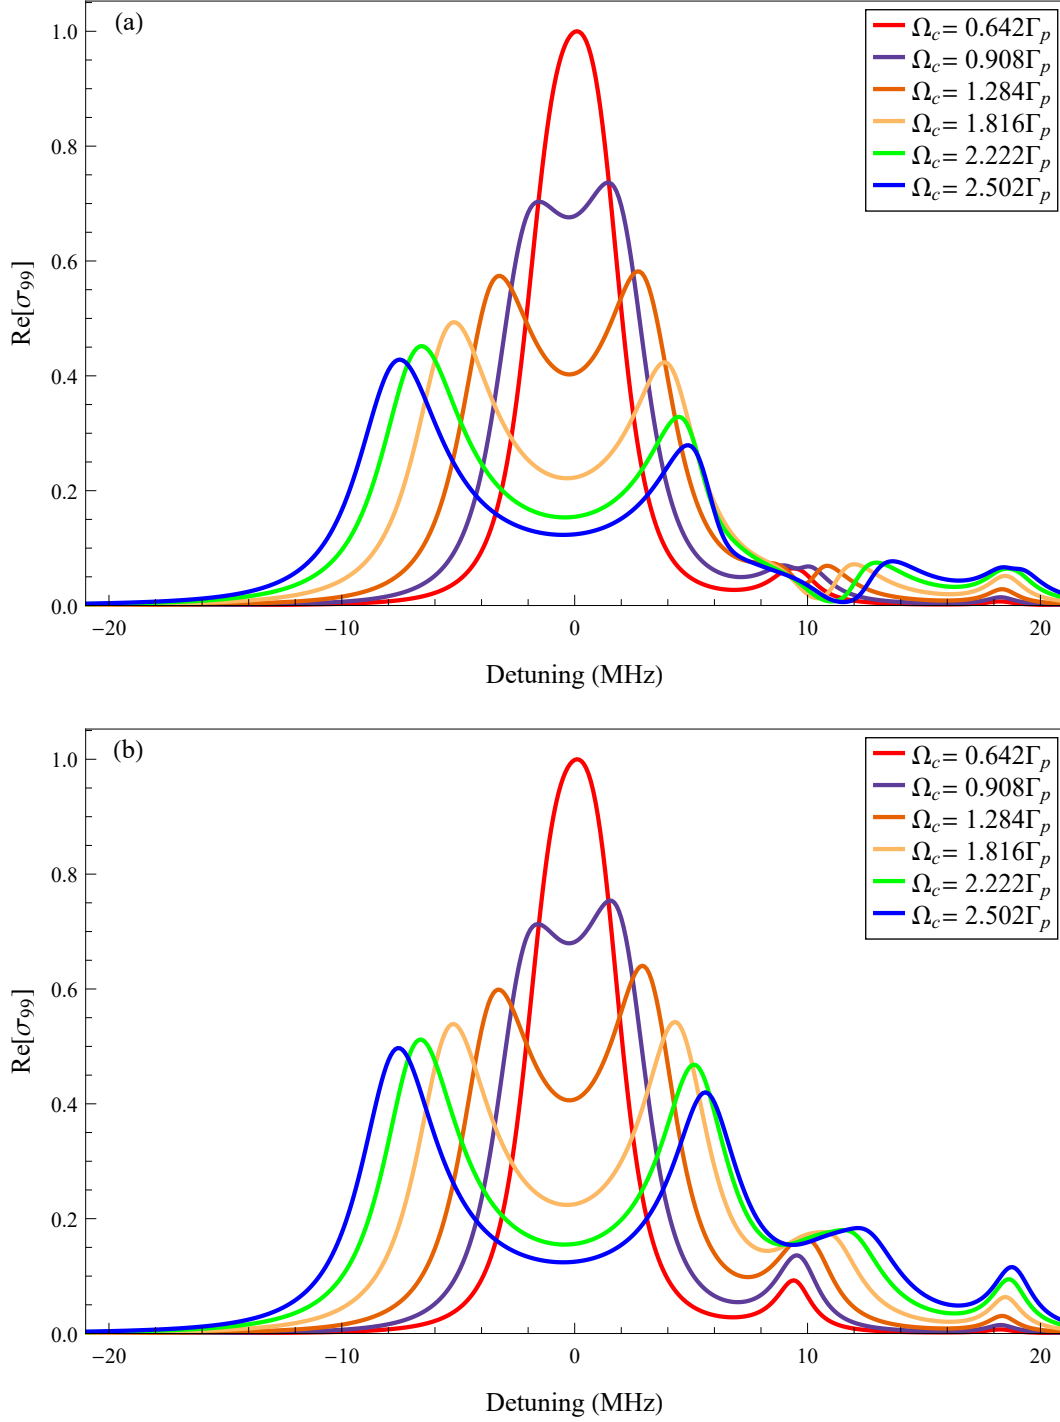 (a)
Ω_c = 0.642Γ_p
Ω_c = 0.908Γ_p
Ω_c = 1.284Γ_p
Ω_c = 1.816Γ_p
Ω_c = 2.222Γ_p
Ω_c = 2.502Γ_p
1.0
0.8
0.6
0.4
0.2
0.0
Re[σ₉₉]
−20 −10 0 10 20
Detuning (MHz)
(b)
Ω_c = 0.642Γ_p
Ω_c = 0.908Γ_p
Ω_c = 1.284Γ_p
Ω_c = 1.816Γ_p
Ω_c = 2.222Γ_p
Ω_c = 2.502Γ_p
1.0
0.8
0.6
0.4
0.2
0.0
Re[σ₉₉]
−20 −10 0 10 20
Detuning (MHz)